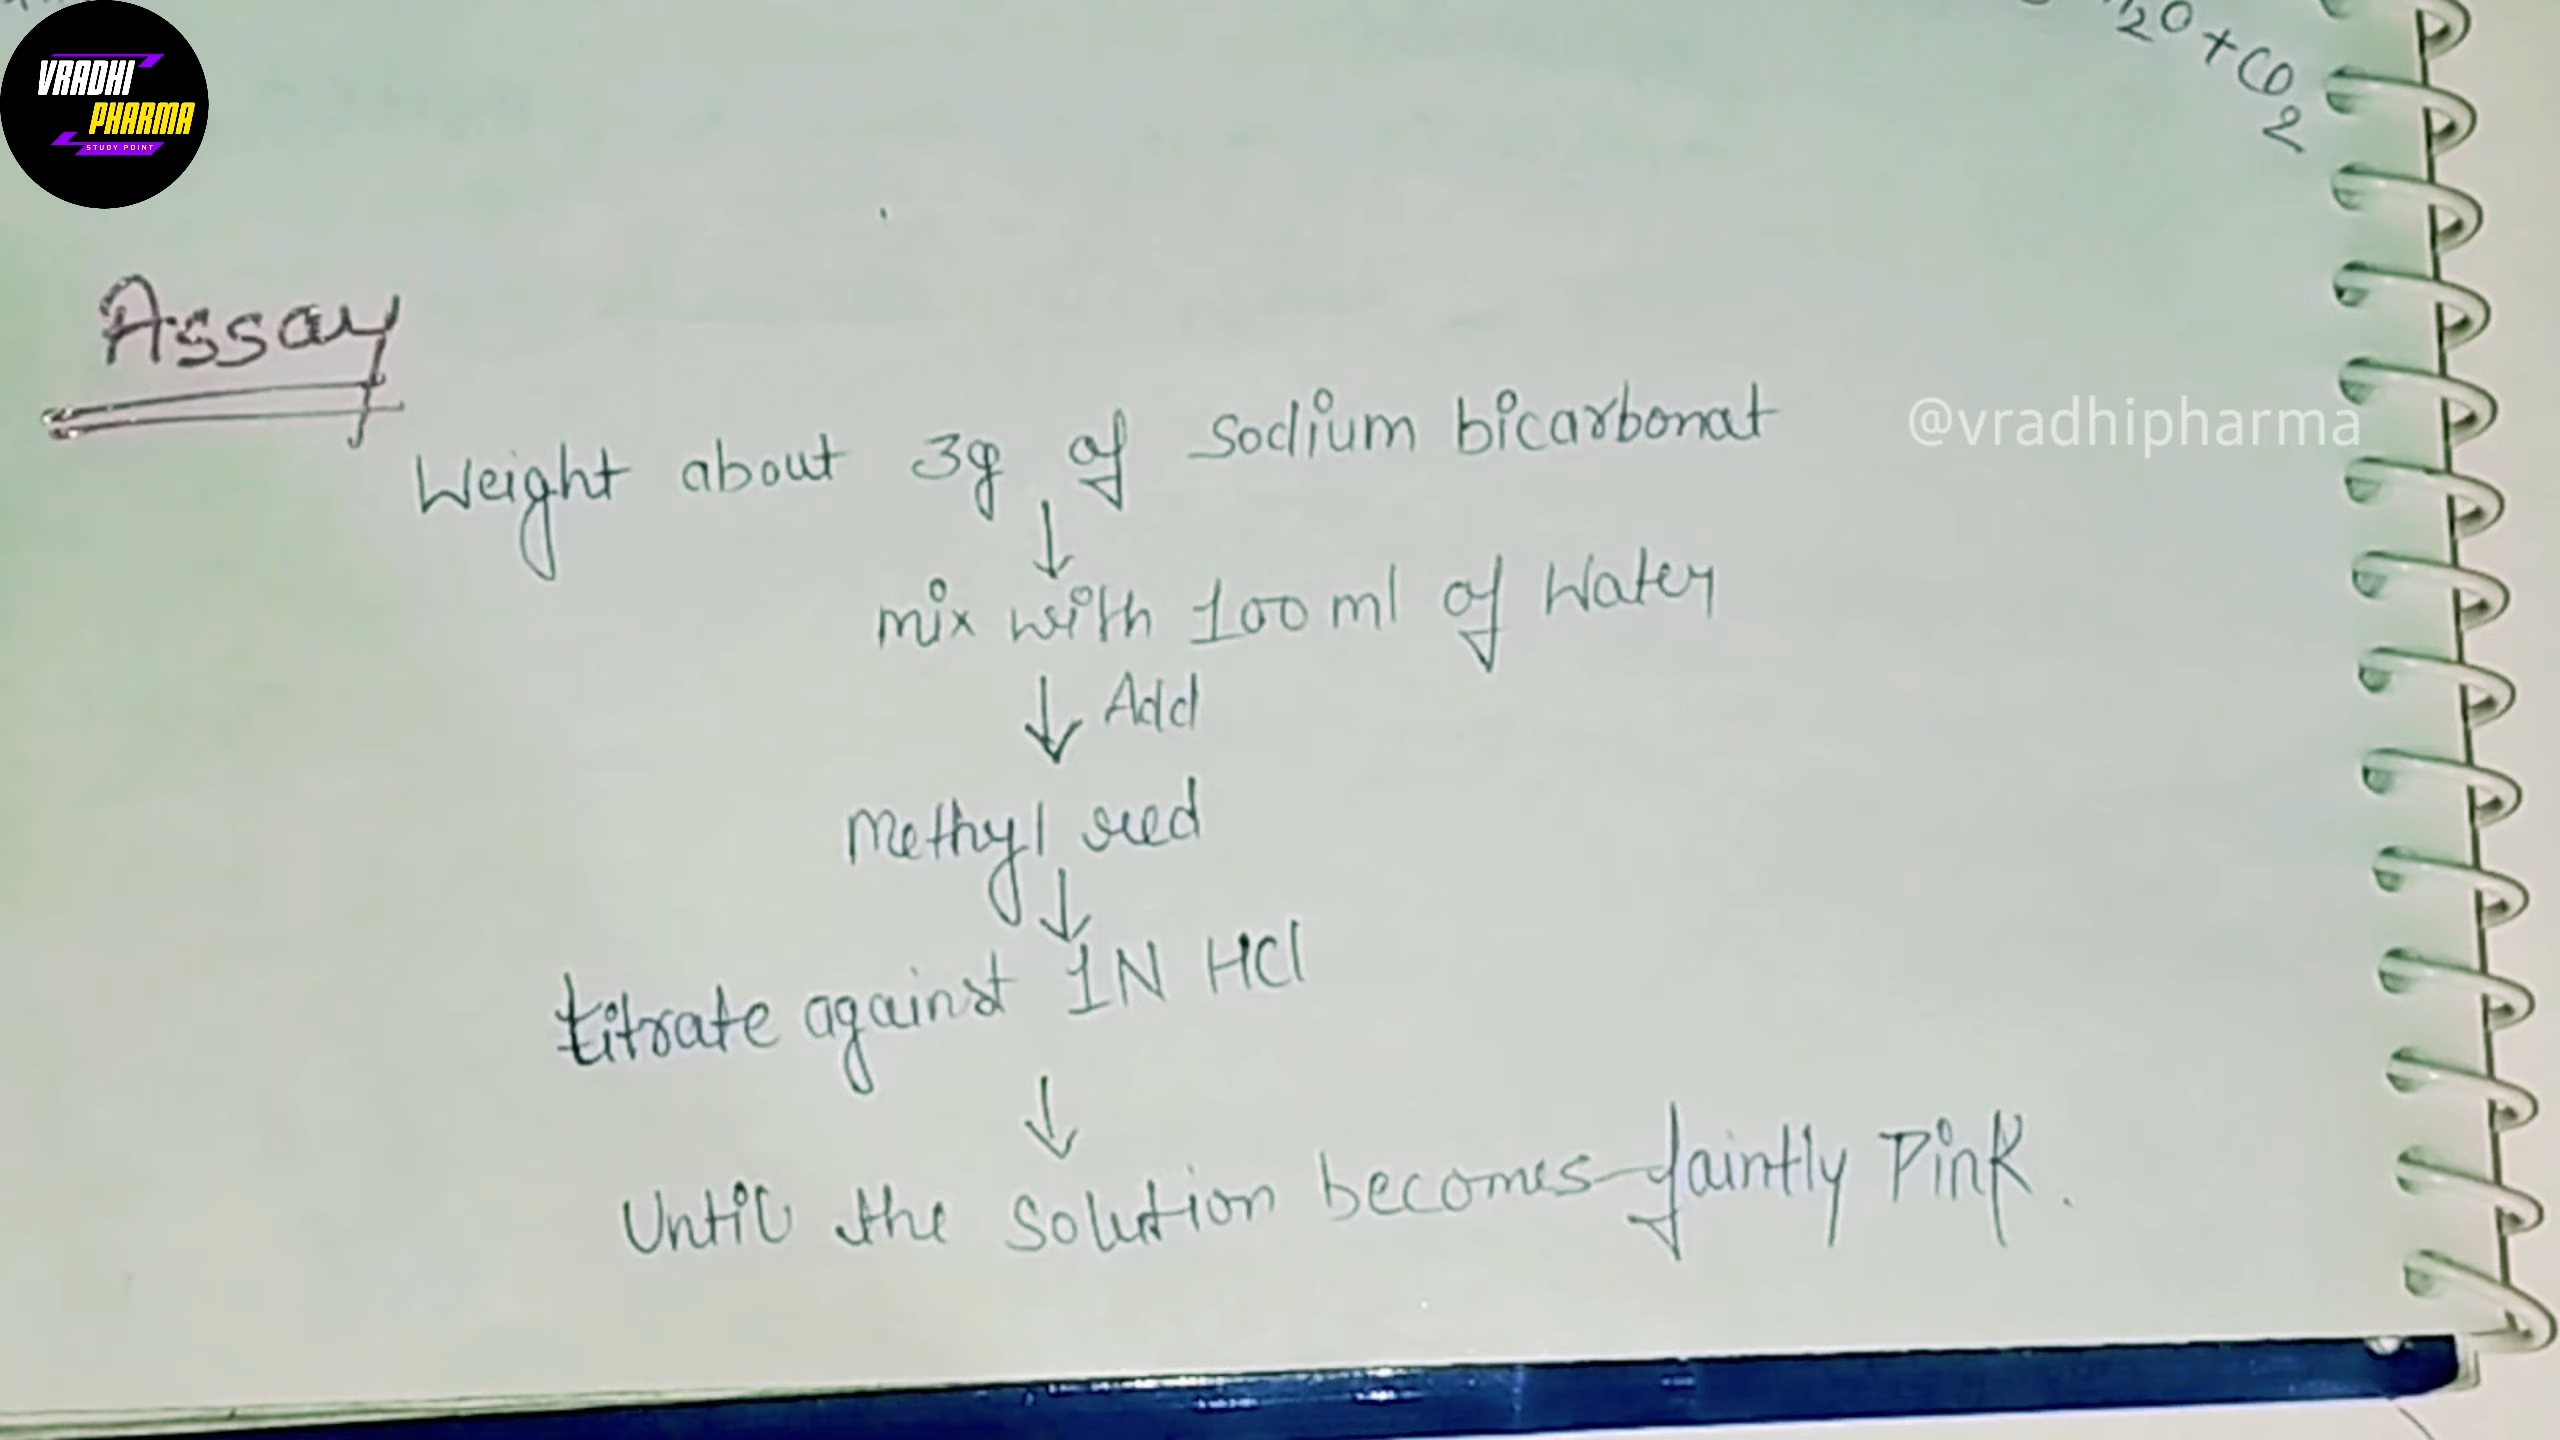 VRADHI
PHARMA
STUDY POINT
2O + CO2
Assay
@vradhipharma
Weight about 3g of Sodium bicarbonat
↓
mix with 100 ml of Water
↓ Add
Methyl red
↓
titrate against 1N HCl
↓
Until the Solution becomes faintly Pink.